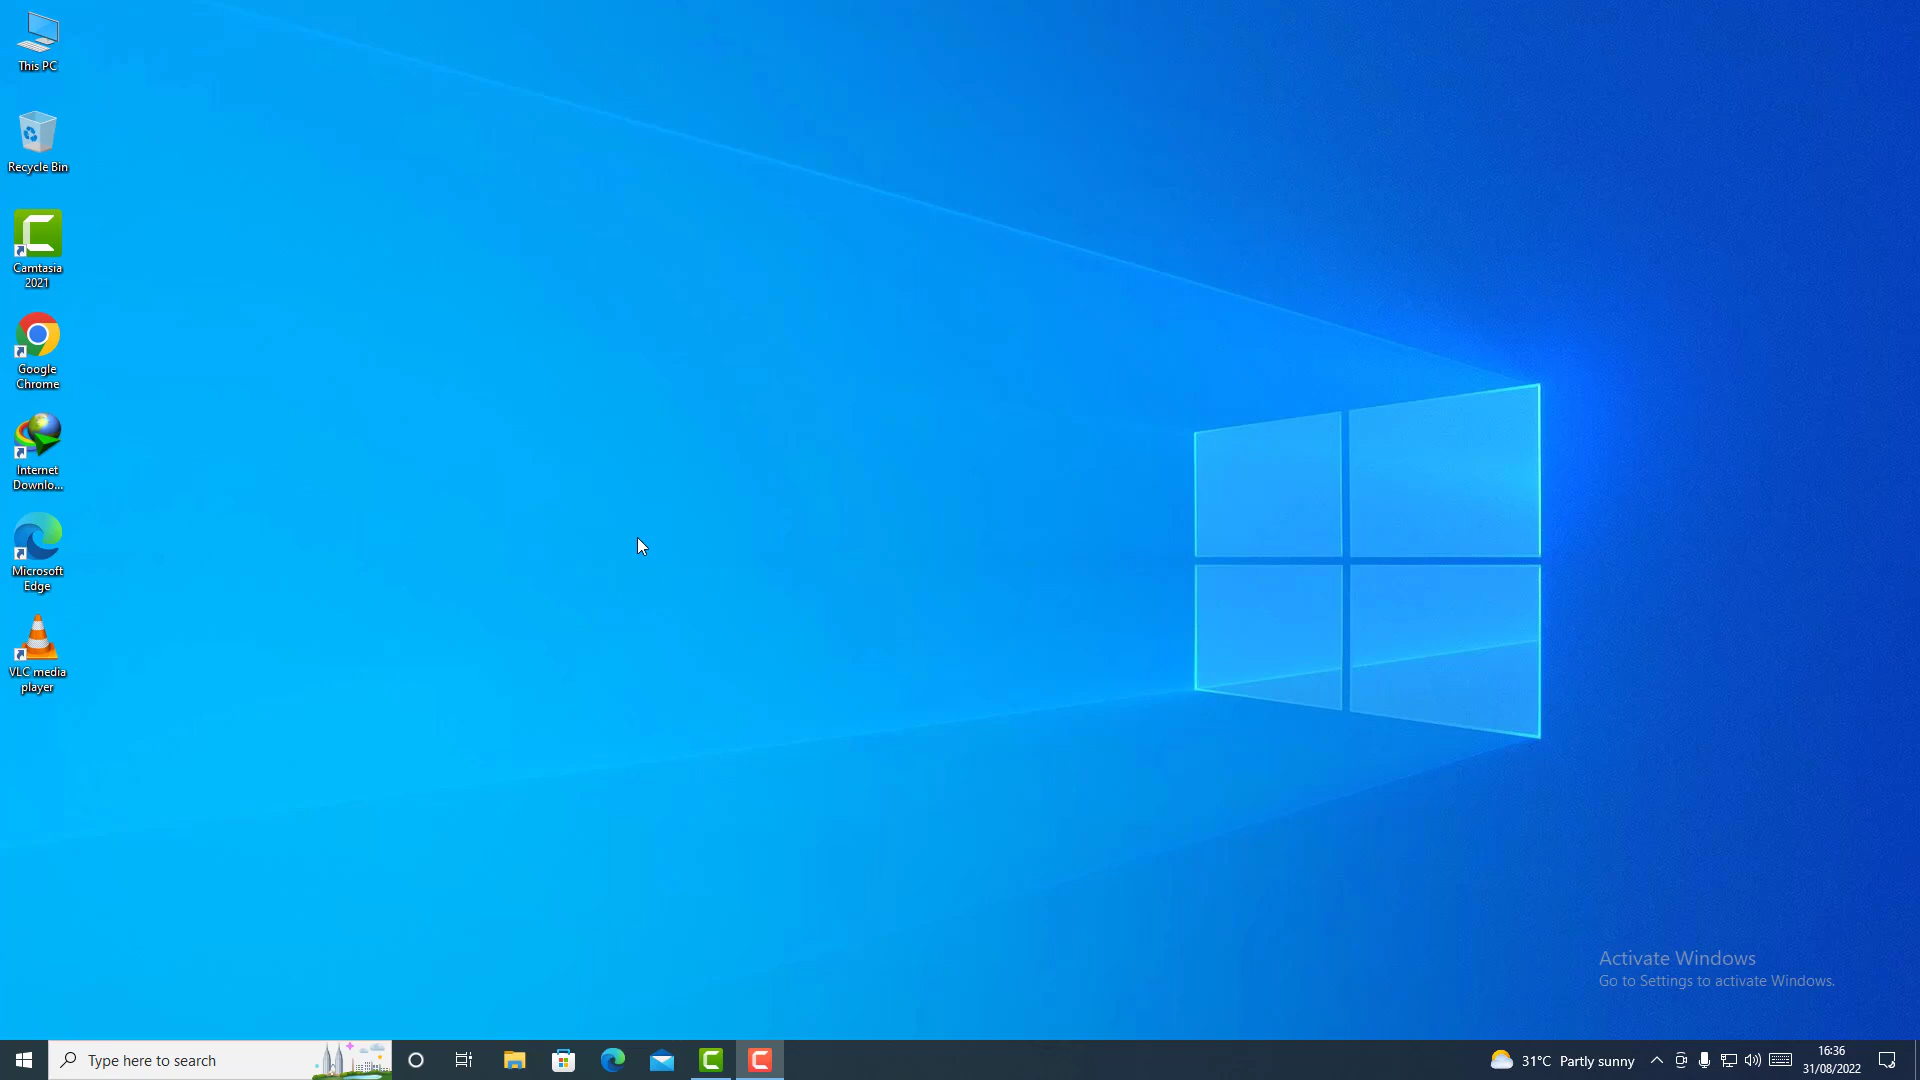 This PC
Recycle Bin
Camtasia
2021
Google
Chrome
Internet
Downlo...
Microsoft
Edge
VLC media
player
Activate Windows
Go to Settings to activate Windows.
Type here to search
31°C Partly sunny
16:36
31/08/2022